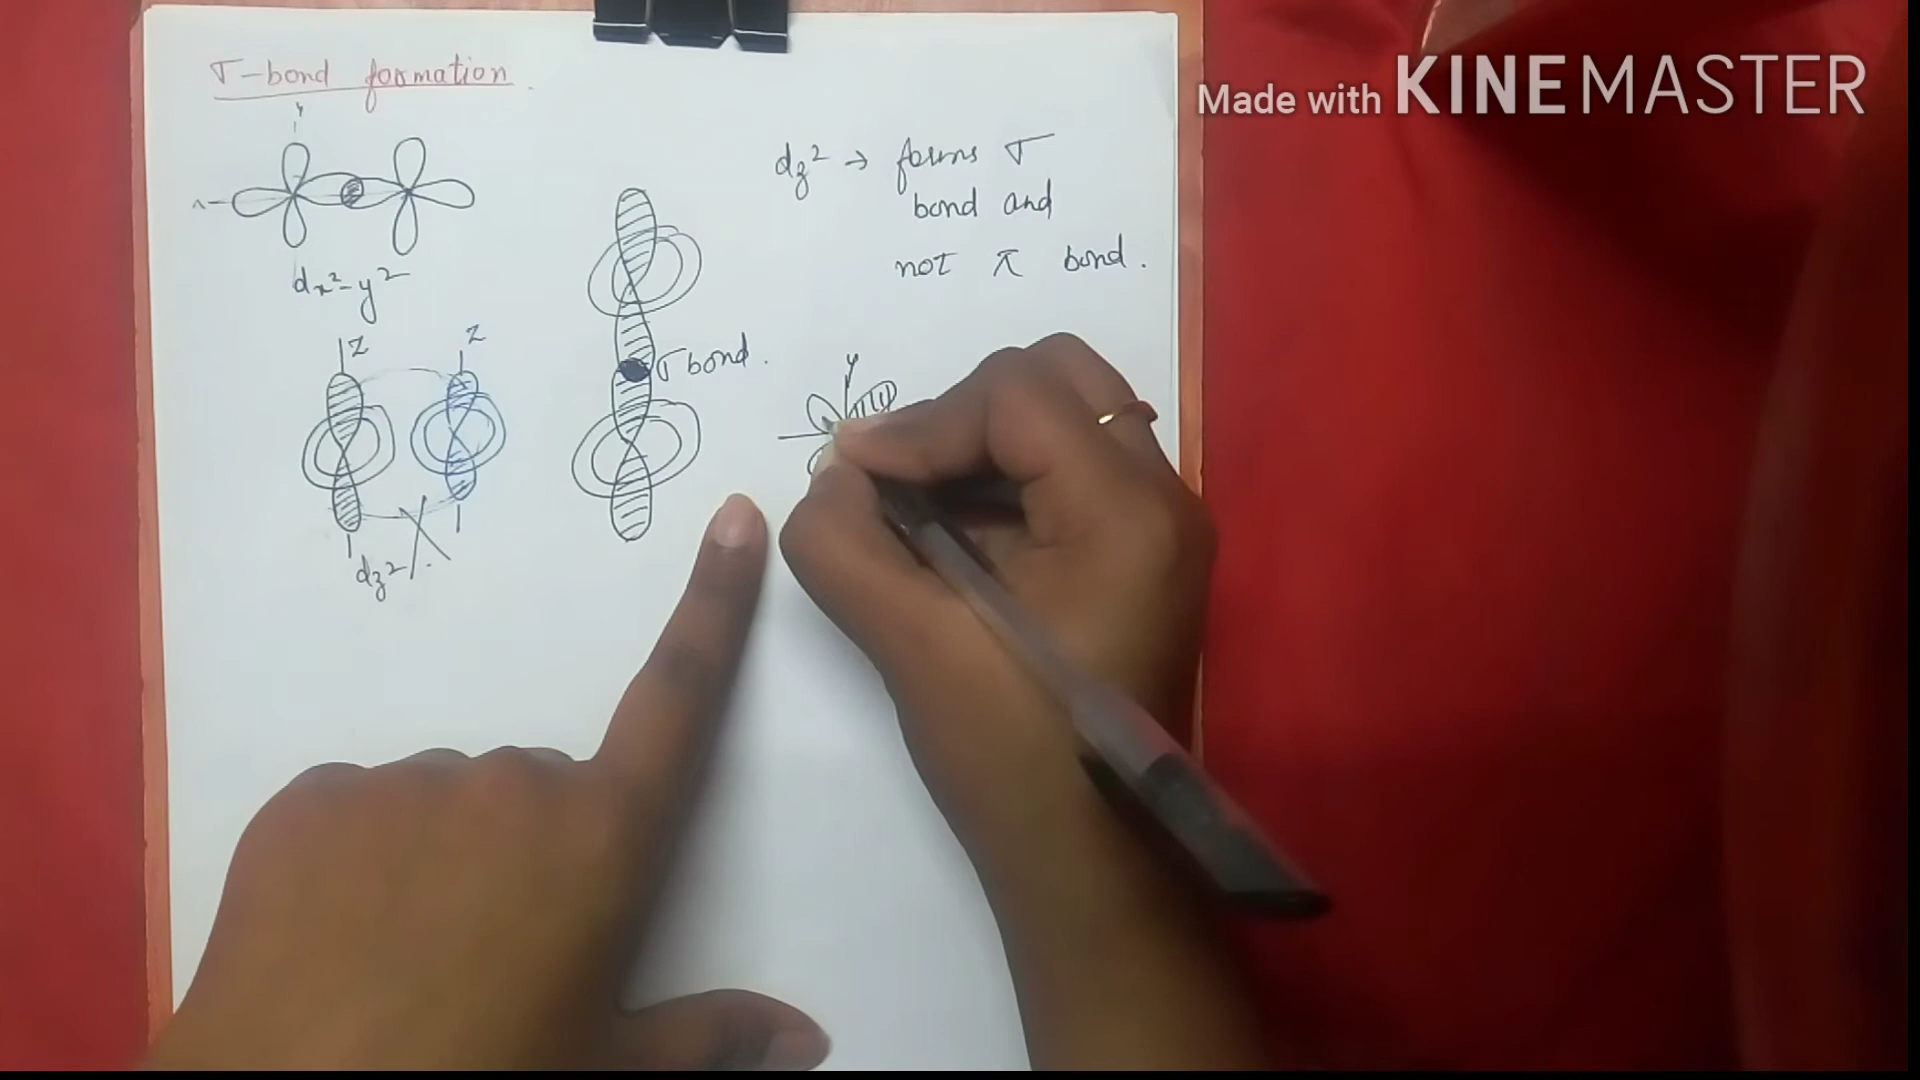 σ-bond formation
y
dx²-y²
z
z
dz²
σ bond.
dz² → forms σ
bond and
not π bond.
y
Made with KINEMASTER